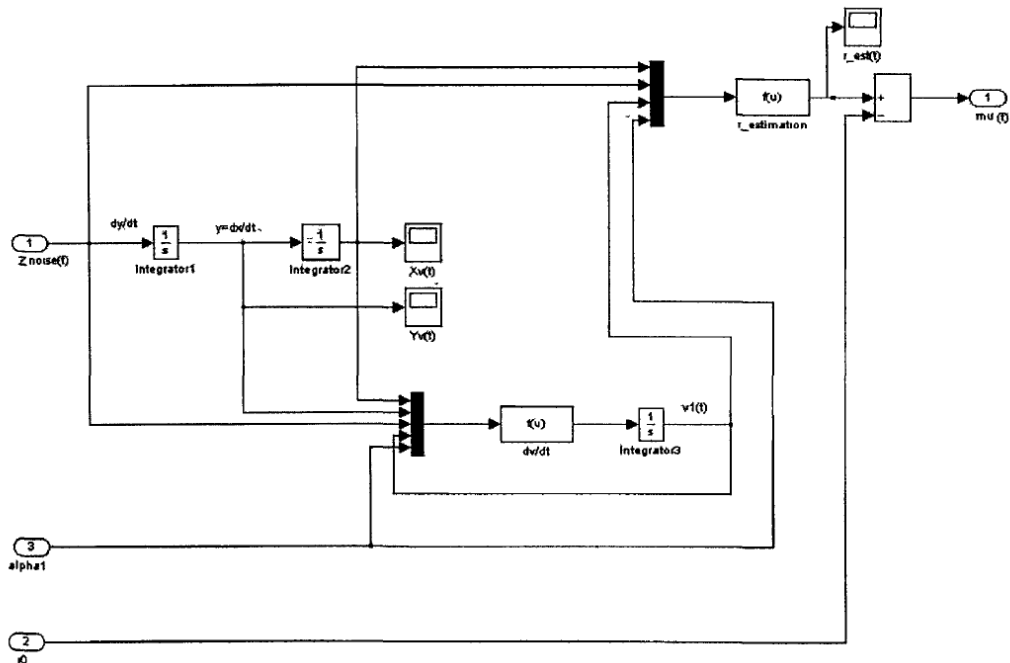 r_est(t)
f(u)
r_estimation
+
−
1
mu (t)
dy/dt
y=dx/dt
1
Z noise(t)
1
s
Integrator1
1
s
Integrator2
Xv(t)
Yv(t)
f(u)
dv/dt
1
s
Integrator3
v1(t)
3
alpha1
2
r0